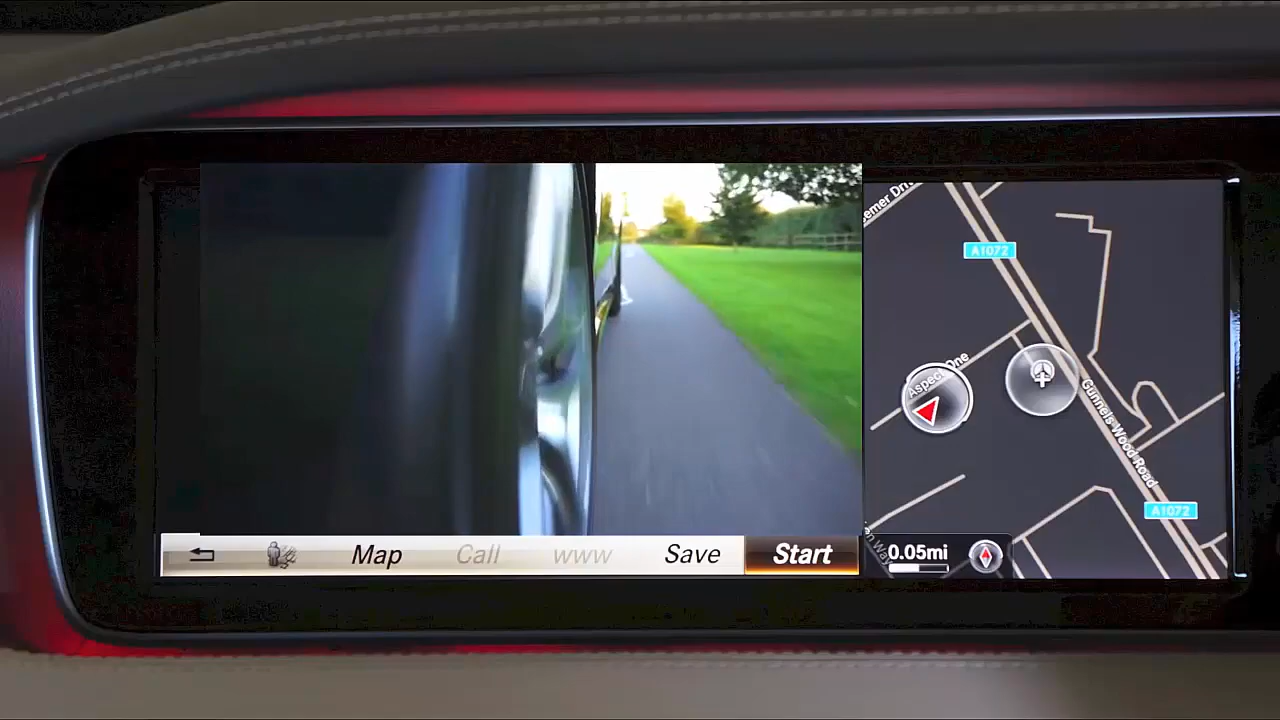 A1072
Aspect One
Gunnels Wood Road
A1072
Map
Call
www
Save
Start
0.05mi